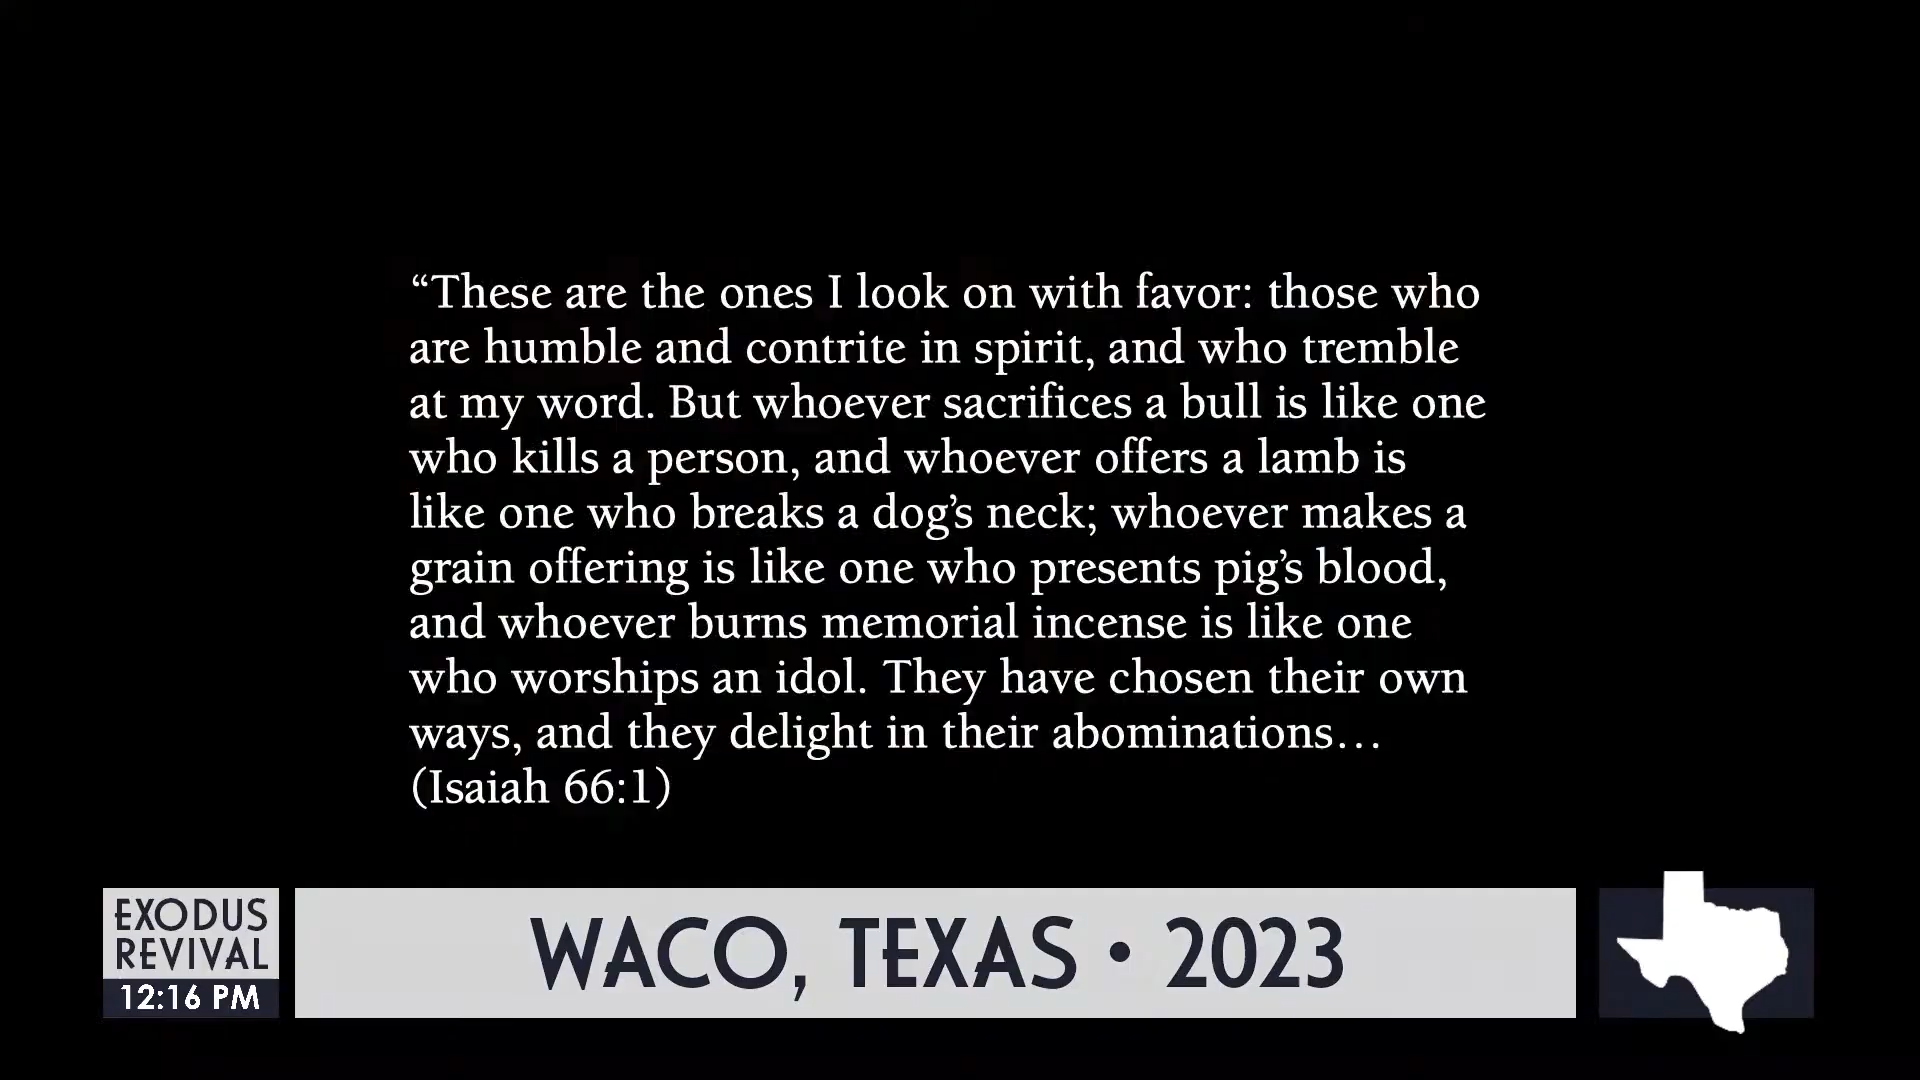 “These are the ones I look on with favor: those who
are humble and contrite in spirit, and who tremble
at my word. But whoever sacrifices a bull is like one
who kills a person, and whoever offers a lamb is
like one who breaks a dog’s neck; whoever makes a
grain offering is like one who presents pig’s blood,
and whoever burns memorial incense is like one
who worships an idol. They have chosen their own
ways, and they delight in their abominations…
(Isaiah 66:1)
EXODUS
REVIVAL
12:16 PM
WACO, TEXAS • 2023